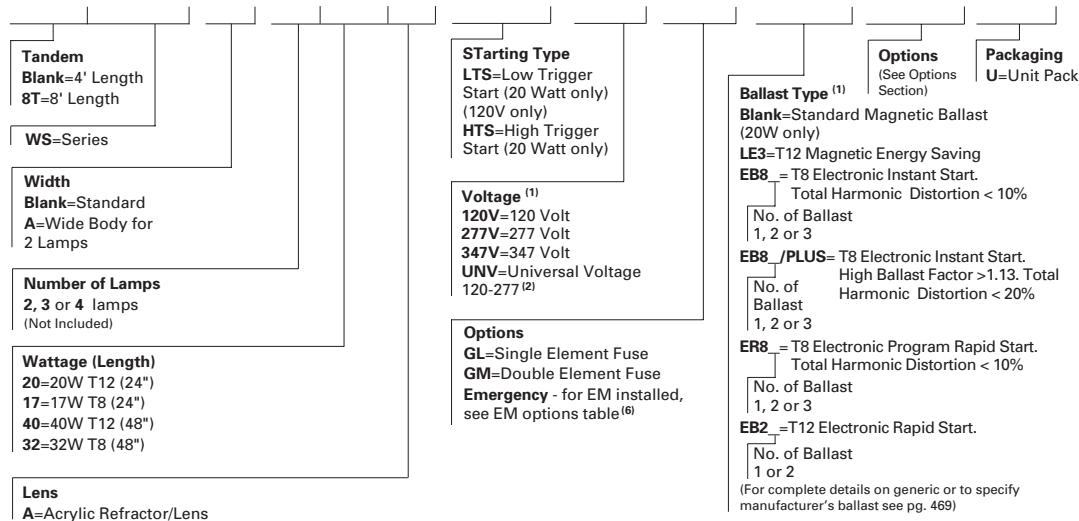 Tandem
Blank=4' Length
8T=8' Length
WS=Series
Width
Blank=Standard
A=Wide Body for
2 Lamps
Number of Lamps
2, 3 or 4 lamps
(Not Included)
Wattage (Length)
20=20W T12 (24")
17=17W T8 (24")
40=40W T12 (48")
32=32W T8 (48")
Lens
A=Acrylic Refractor/Lens
STarting Type
LTS=Low Trigger
Start (20 Watt only)
(120V only)
HTS=High Trigger
Start (20 Watt only)
Voltage (1)
120V=120 Volt
277V=277 Volt
347V=347 Volt
UNV=Universal Voltage
120-277 (2)
Options
GL=Single Element Fuse
GM=Double Element Fuse
Emergency - for EM installed,
see EM options table (6)
Ballast Type (1)
Blank=Standard Magnetic Ballast
(20W only)
LE3=T12 Magnetic Energy Saving
EB8_= T8 Electronic Instant Start.
Total Harmonic Distortion < 10%
No. of Ballast
1, 2 or 3
EB8_/PLUS= T8 Electronic Instant Start.
High Ballast Factor >1.13. Total
Harmonic Distortion < 20%
No. of
Ballast
1, 2 or 3
ER8_= T8 Electronic Program Rapid Start.
Total Harmonic Distortion < 10%
No. of Ballast
1, 2 or 3
EB2_=T12 Electronic Rapid Start.
No. of Ballast
1 or 2
(For complete details on generic or to specify
manufacturer's ballast see pg. 469)
Options
(See Options
Section)
Packaging
U=Unit Pack